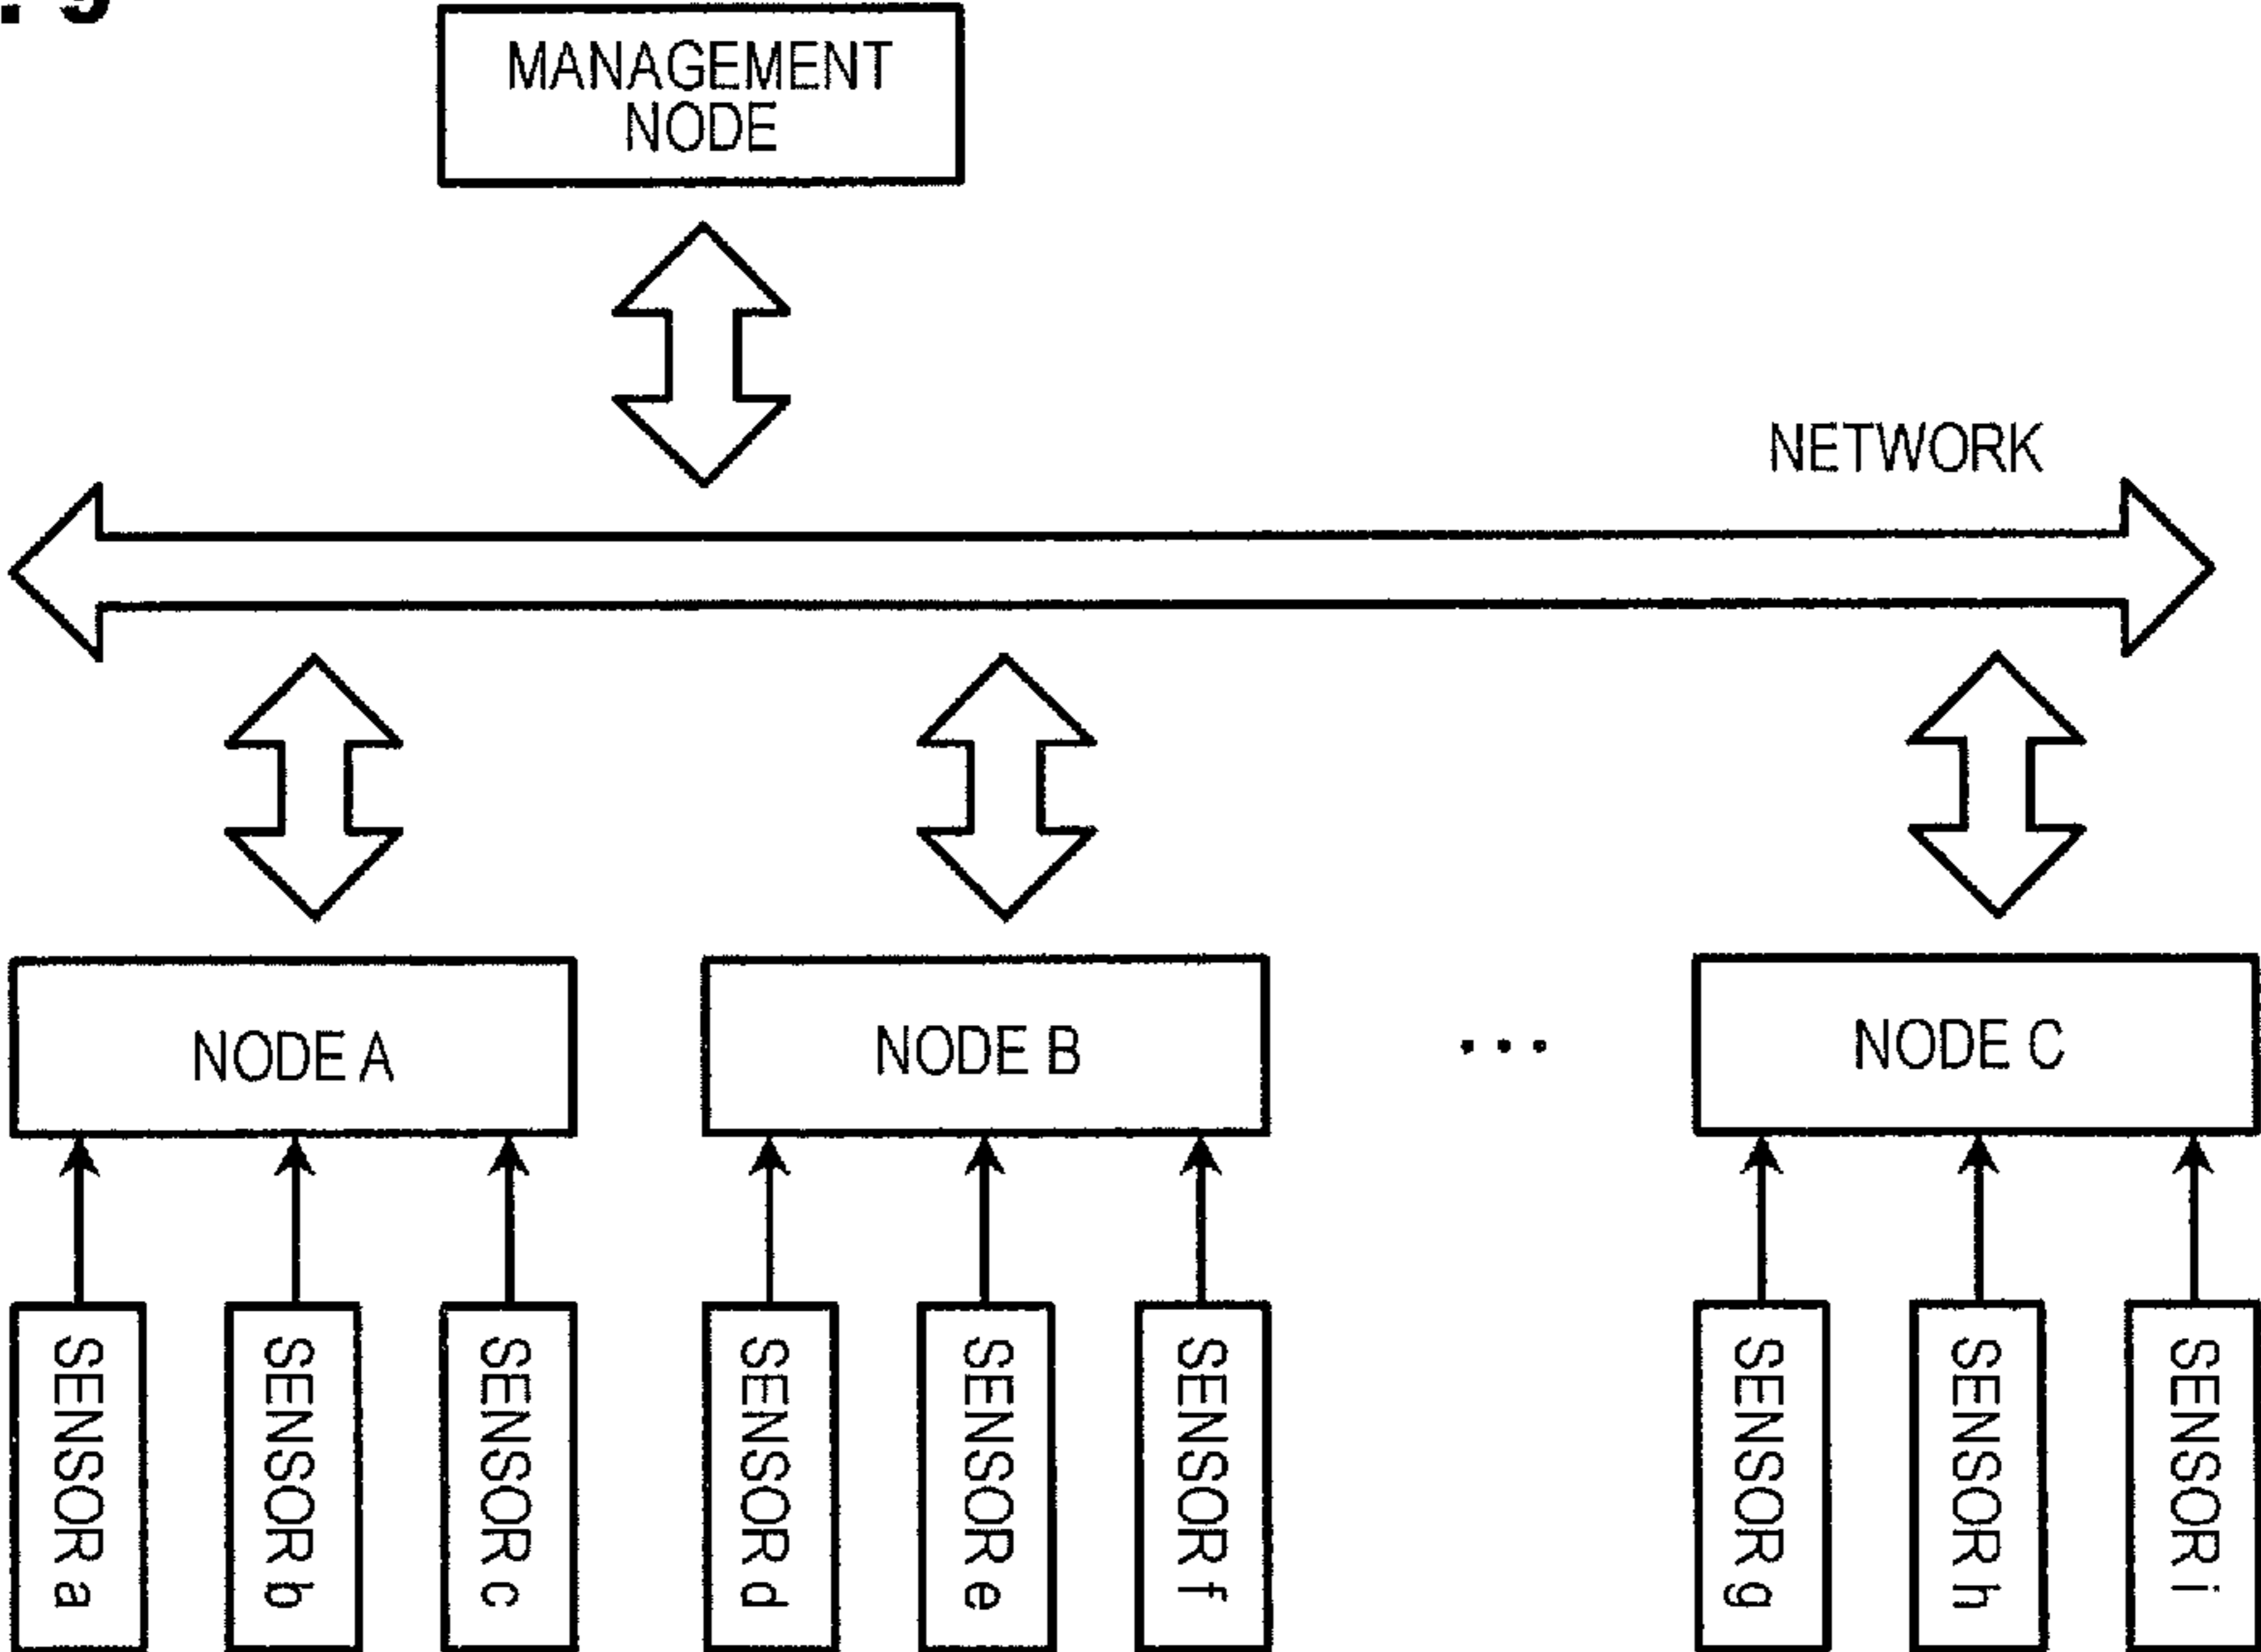 MANAGEMENT
NODE
NETWORK
NODE A
NODE B
...
NODE C
SENSOR a
SENSOR b
SENSOR c
SENSOR d
SENSOR e
SENSOR f
SENSOR g
SENSOR h
SENSOR i